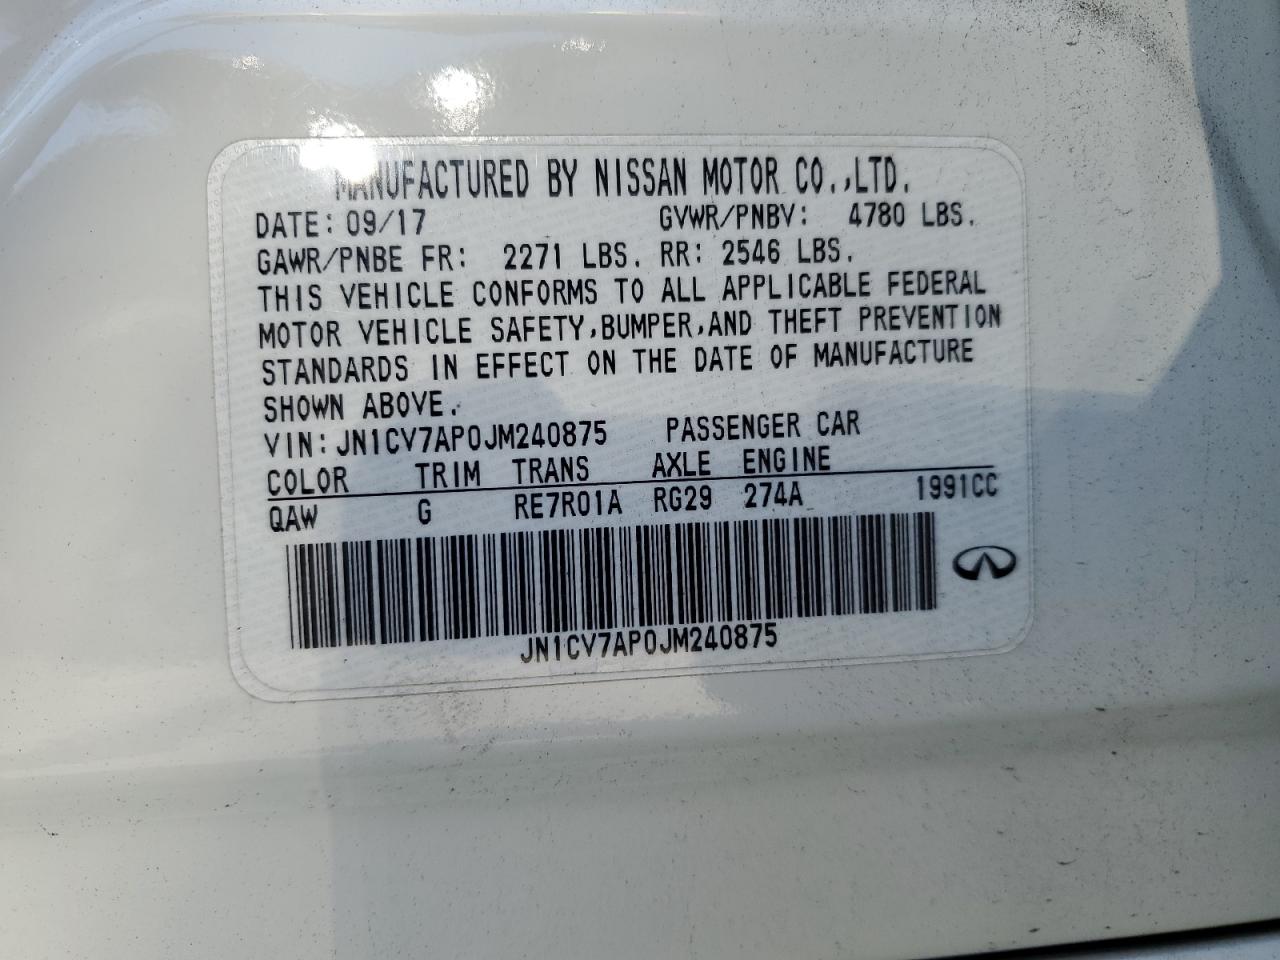 MANUFACTURED BY NISSAN MOTOR CO.,LTD.
DATE: 09/17 GVWR/PNBV: 4780 LBS.
GAWR/PNBE FR: 2271 LBS. RR: 2546 LBS.
THIS VEHICLE CONFORMS TO ALL APPLICABLE FEDERAL
MOTOR VEHICLE SAFETY,BUMPER,AND THEFT PREVENTION
STANDARDS IN EFFECT ON THE DATE OF MANUFACTURE
SHOWN ABOVE.
VIN: JN1CV7AP0JM240875 PASSENGER CAR
COLOR TRIM TRANS AXLE ENGINE
QAW G RE7R01A RG29 274A 1991CC
JN1CV7AP0JM240875